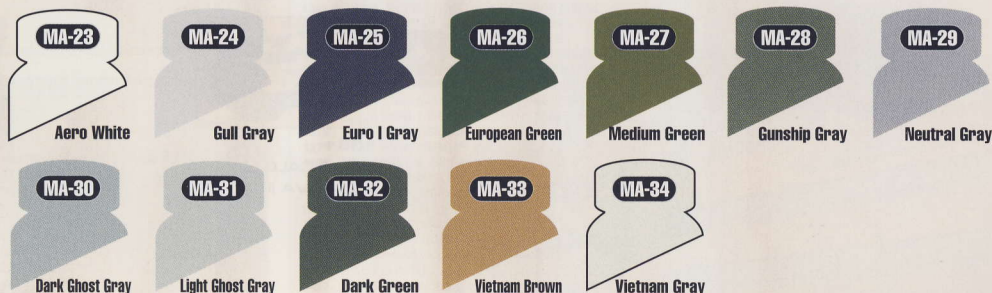 MA-23 MA-24 MA-25 MA-26 MA-27 MA-28 MA-29
Aero White Gull Gray Euro I Gray European Green Medium Green Gunship Gray Neutral Gray
MA-30 MA-31 MA-32 MA-33 MA-34
Dark Ghost Gray Light Ghost Gray Dark Green Vietnam Brown Vietnam Gray